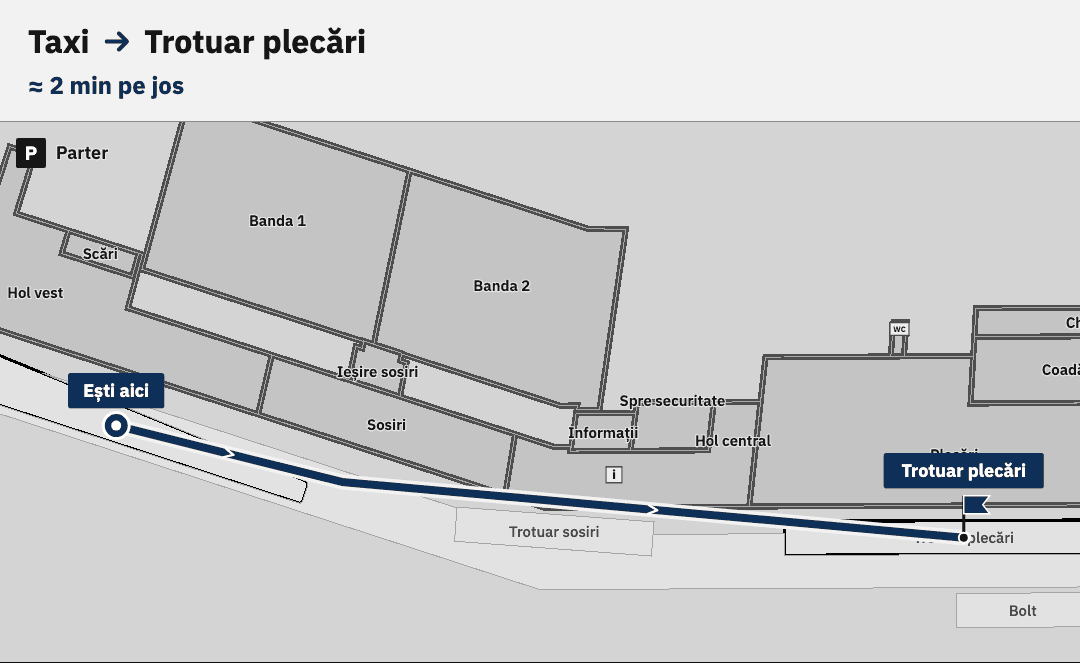 Taxi → Trotuar plecări
≈ 2 min pe jos
P Parter
Banda 1
Scări
Banda 2
Hol vest
wc
Ieșire sosiri
Ești aici
Spre securitate
Sosiri
Informații
Hol central
Trotuar plecări
i
Trotuar sosiri
plecări
Bolt